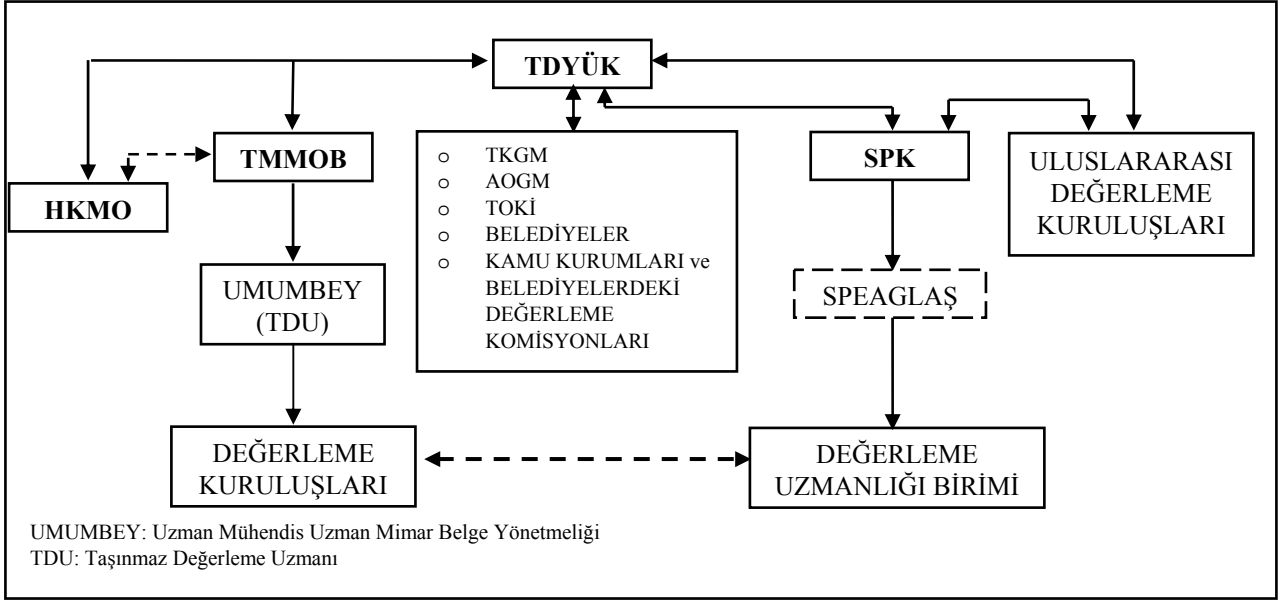 TDYÜK
TMMOB
HKMO
o TKGM
o AOGM
o TOKİ
o BELEDİYELER
o KAMU KURUMLARI ve
BELEDİYELERDEKİ
DEĞERLEME
KOMİSYONLARI
SPK
ULUSLARARASI
DEĞERLEME
KURULUŞLARI
UMUMBEY
(TDU)
SPEAGLAŞ
DEĞERLEME
KURULUŞLARI
DEĞERLEME
UZMANLIĞI BİRİMİ
UMUMBEY: Uzman Mühendis Uzman Mimar Belge Yönetmeliği
TDU: Taşınmaz Değerleme Uzmanı